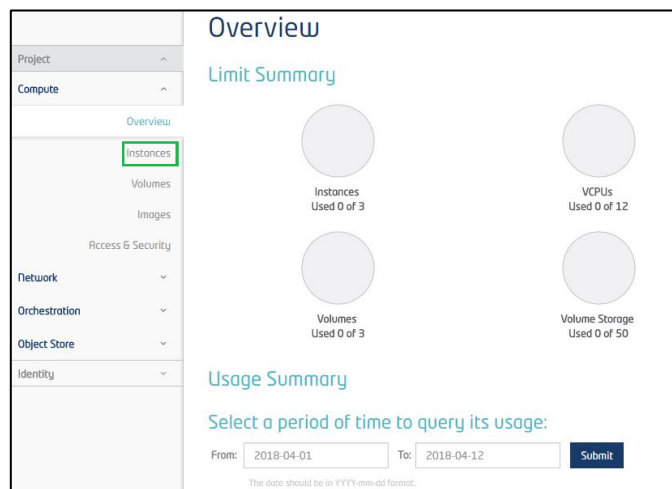 Overview
Project
Compute
Overview
Instances
Volumes
Images
Access & Security
Network
Orchestration
Object Store
Identity
Limit Summary
Instances
Used 0 of 3
VCPUs
Used 0 of 12
Volumes
Used 0 of 3
Volume Storage
Used 0 of 50
Usage Summary
Select a period of time to query its usage:
From: 2018-04-01 To: 2018-04-12 Submit
The date should be in YYYY-mm-dd format.